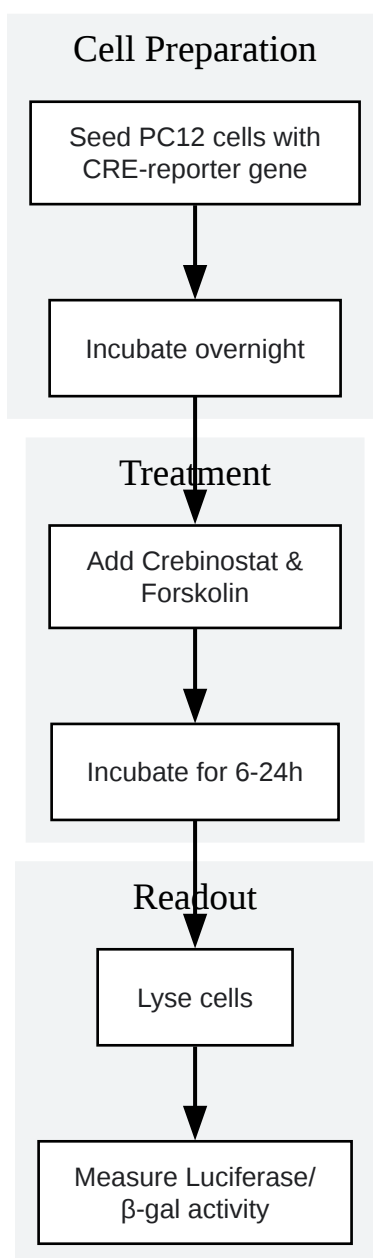 Cell Preparation
Seed PC12 cells with
CRE-reporter gene
Incubate overnight
Treatment
Add Crebinostat &
Forskolin
Incubate for 6-24h
Readout
Lyse cells
Measure Luciferase/
β-gal activity